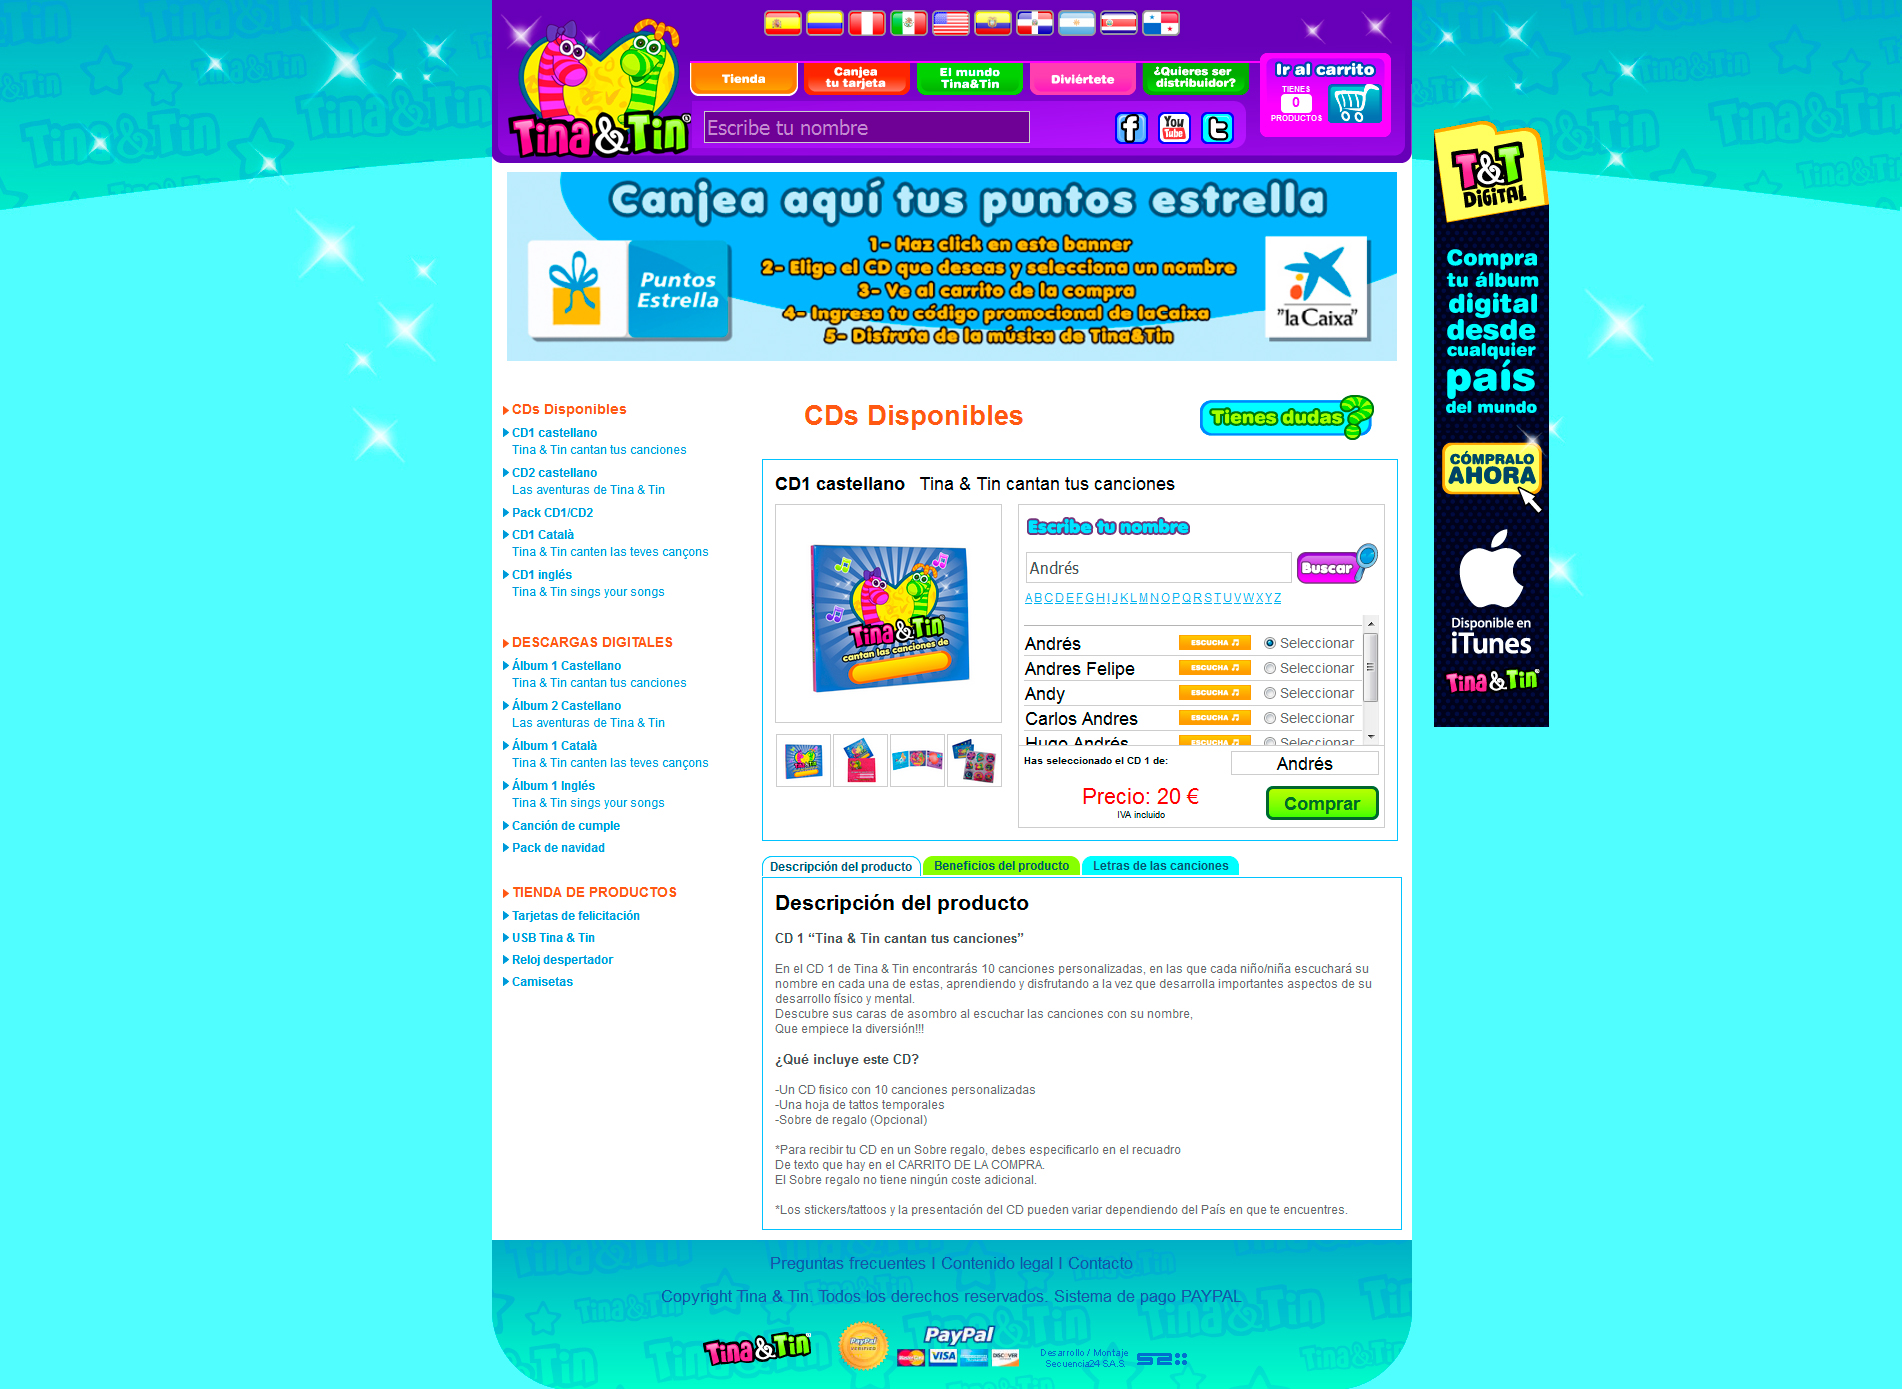 Tina&Tin®
Tienda
Canjea
tu tarjeta
El mundo
Tina&Tin
Diviértete
¿Quieres ser
distribuidor?
Ir al carrito
TIENES
0
PRODUCTOS
Escribe tu nombre
You
Tube
Canjea aquí tus puntos estrella
Puntos
Estrella
1- Haz click en este banner
2- Elige el CD que deseas y selecciona un nombre
3- Ve al carrito de la compra
4- Ingresa tu código promocional de laCaixa
5- Disfruta de la música de Tina&Tin
"la Caixa"
T&T
DiGiTAL
Compra
tu álbum
digital
desde
cualquier
país
del mundo
CÓMPRALO
AHORA
Disponible en
iTunes
Tina&Tin
CDs Disponibles
CD1 castellano
Tina & Tin cantan tus canciones
CD2 castellano
Las aventuras de Tina & Tin
Pack CD1/CD2
CD1 Català
Tina & Tin canten las teves cançons
CD1 inglés
Tina & Tin sings your songs
DESCARGAS DIGITALES
Álbum 1 Castellano
Tina & Tin cantan tus canciones
Álbum 2 Castellano
Las aventuras de Tina & Tin
Álbum 1 Català
Tina & Tin canten las teves cançons
Álbum 1 Inglés
Tina & Tin sings your songs
Canción de cumple
Pack de navidad
TIENDA DE PRODUCTOS
Tarjetas de felicitación
USB Tina & Tin
Reloj despertador
Camisetas
CDs Disponibles
Tienes dudas?
CD1 castellano Tina & Tin cantan tus canciones
Tina&Tin
cantan las canciones de
Escribe tu nombre
Andrés
Buscar
A B C D E F G H I J K L M N O P Q R S T U V W X Y Z
Andrés ESCUCHA Seleccionar
Andres Felipe ESCUCHA Seleccionar
Andy ESCUCHA Seleccionar
Carlos Andres ESCUCHA Seleccionar
Hugo Andrés ESCUCHA Seleccionar
Has seleccionado el CD 1 de: Andrés
Precio: 20 €
IVA incluido
Comprar
Descripción del producto Beneficios del producto Letras de las canciones
Descripción del producto
CD 1 “Tina & Tin cantan tus canciones”
En el CD 1 de Tina & Tin encontrarás 10 canciones personalizadas, en las que cada niño/niña escuchará su
nombre en cada una de estas, aprendiendo y disfrutando a la vez que desarrolla importantes aspectos de su
desarrollo físico y mental.
Descubre sus caras de asombro al escuchar las canciones con su nombre,
Que empiece la diversión!!!
¿Qué incluye este CD?
-Un CD fisico con 10 canciones personalizadas
-Una hoja de tattos temporales
-Sobre de regalo (Opcional)
*Para recibir tu CD en un Sobre regalo, debes especificarlo en el recuadro
De texto que hay en el CARRITO DE LA COMPRA.
El Sobre regalo no tiene ningún coste adicional.
*Los stickers/tattoos y la presentación del CD pueden variar dependiendo del País en que te encuentres.
Preguntas frecuentes I Contenido legal I Contacto
Copyright Tina & Tin. Todos los derechos reservados. Sistema de pago PAYPAL
Tina&Tin
PayPal
VERIFIED
PayPal
MasterCard VISA DISCOVER
Desarrollo / Montaje
Secuencia24 S.A.S.